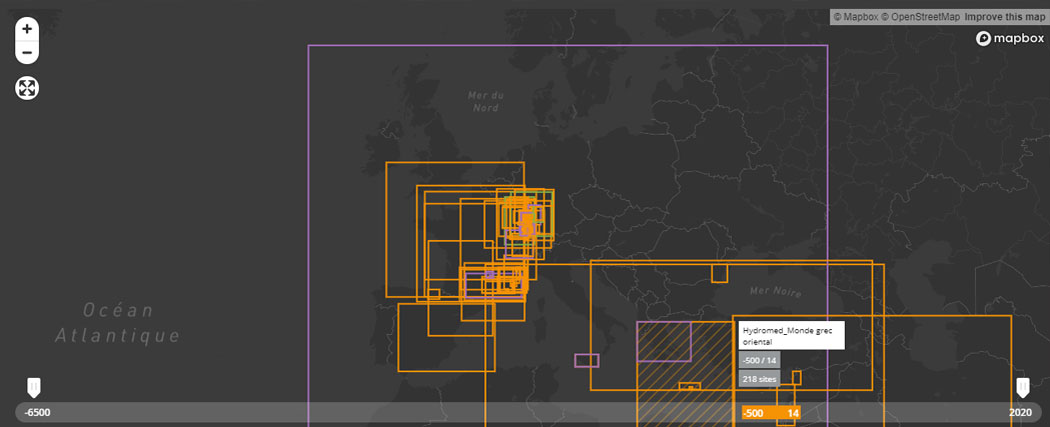 +
© Mapbox © OpenStreetMap Improve this map
−
mapbox
Mer du
Nord
Mer Noire
Océan
Atlantique
Hydromed_Monde grec
oriental
-500 / 14
218 sites
-6500
-500 14
2020